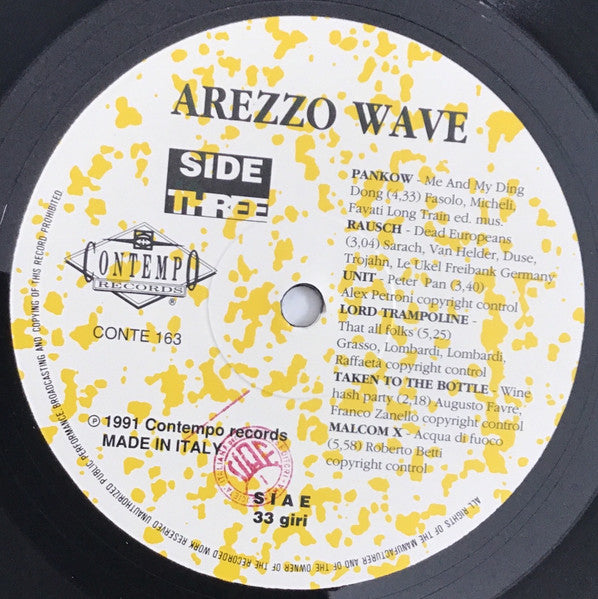 AREZZO WAVE
SIDE
THREE
CONTEMPO
RECORDS
®
CONTE 163
PANKOW - Me And My Ding
Dong (4,33) Fasolo, Micheli,
Favati Long Train ed. mus.
RAUSCH - Dead Europeans
(3,04) Sarach, Van Helder, Duse,
Trojahn, Le Ukel Freibank Germany
UNIT - Peter Pan (3,40)
Alex Petroni copyright control
LORD TRAMPOLINE -
That all folks (5,25)
Grasso, Lombardi, Lombardi,
Raffaeta copyright control
TAKEN TO THE BOTTLE - Wine
hash party (2,18) Augusto Favre,
Franco Zanello copyright control
MALCOM X - Acqua di fuoco
(5,58) Roberto Betti
copyright control
℗ 1991 Contempo records
MADE IN ITALY
SIAE
S I A E
33 giri
ALL RIGHTS OF THE MANUFACTURER AND OF THE OWNER OF THE RECORDED WORK RESERVED UNAUTHORIZED PUBLIC PERFORMANCE BROADCASTING AND COPYING OF THIS RECORD PROHIBITED